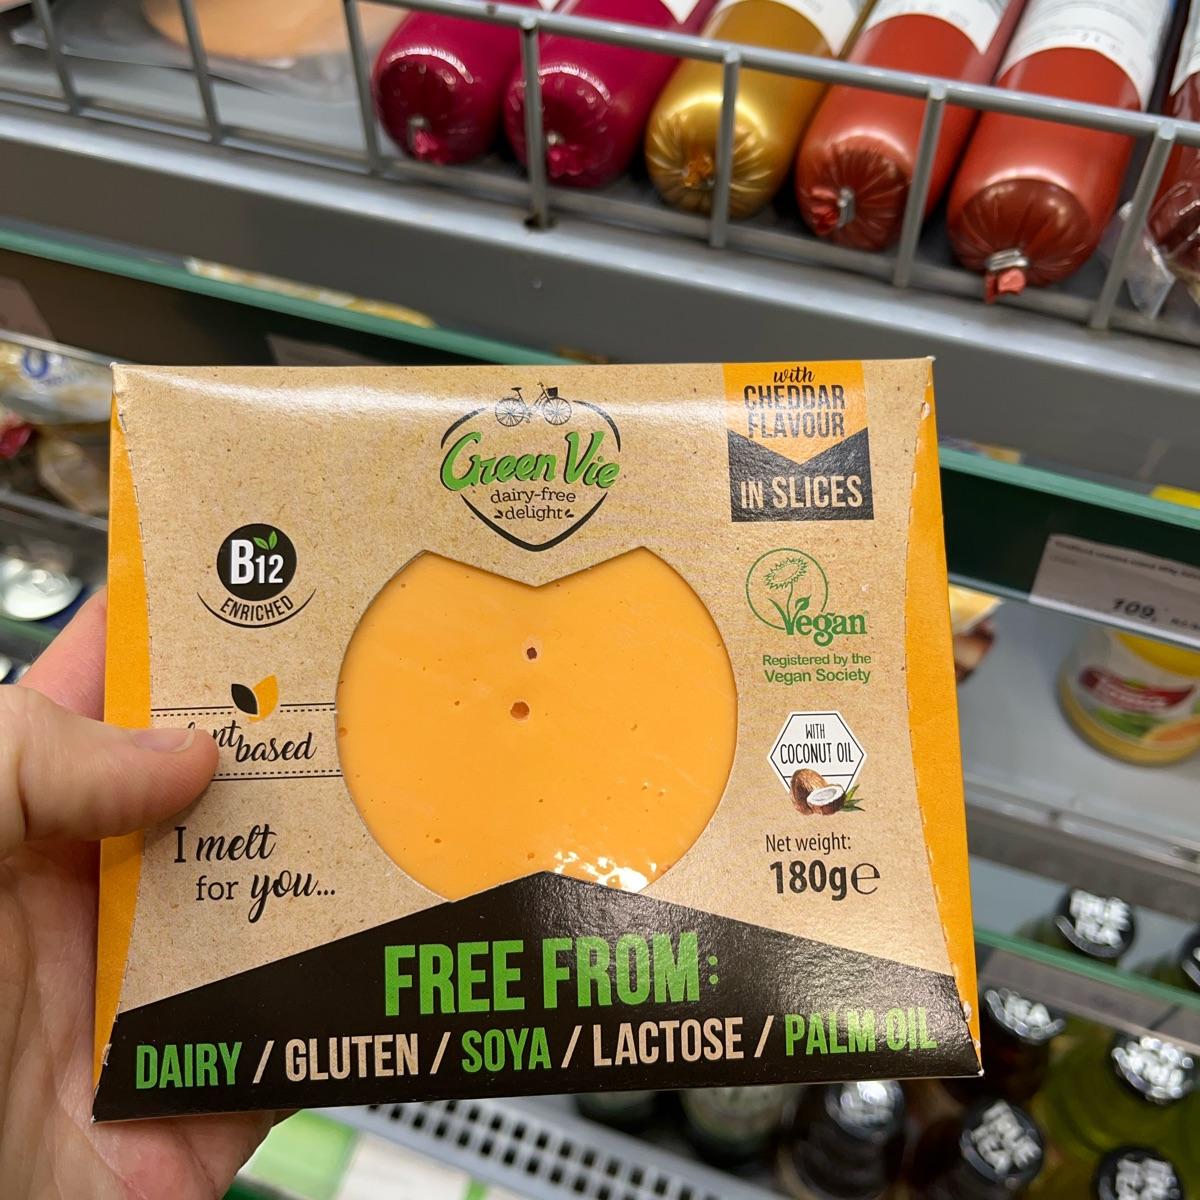 with
CHEDDAR
FLAVOUR
IN SLICES
Green Vie
dairy-free
delight
B12
ENRICHED
Vegan
Registered by the
Vegan Society
based
WITH
COCONUT OIL
I melt
for you...
Net weight:
180g℮
FREE FROM:
DAIRY / GLUTEN / SOYA / LACTOSE / PALM OIL
109,